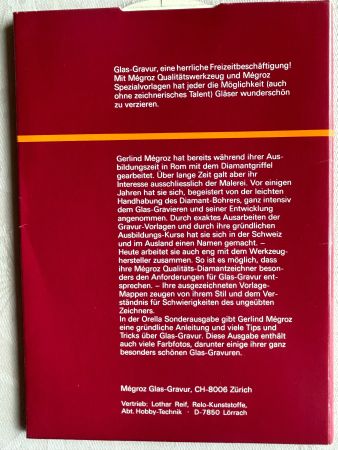 Glas-Gravur, eine herrliche Freizeitbeschäftigung!
Mit Mégroz Qualitätswerkzeug und Mégroz
Spezialvorlagen hat jeder die Möglichkeit (auch
ohne zeichnerisches Talent) Gläser wunderschön
zu verzieren.
Gerlind Mégroz hat bereits während ihrer Aus-
bildungszeit in Rom mit dem Diamantgriffel
gearbeitet. Über lange Zeit galt aber ihr
Interesse ausschliesslich der Malerei. Vor einigen
Jahren hat sie sich, begeistert von der leichten
Handhabung des Diamant-Bohrers, ganz intensiv
dem Glas-Gravieren und seiner Entwicklung
angenommen. Durch exaktes Ausarbeiten der
Gravur-Vorlagen und durch ihre gründlichen
Ausbildungs-Kurse hat sie sich in der Schweiz
und im Ausland einen Namen gemacht. –
Heute arbeitet sie auch eng mit dem Werkzeug-
hersteller zusammen. So ist es möglich, dass
ihre Mégroz Qualitäts-Diamantzeichner beson-
ders den Anforderungen für Glas-Gravur ent-
sprechen. – Ihre ausgezeichneten Vorlage-
Mappen zeugen von ihrem Stil und dem Ver-
ständnis für Schwierigkeiten des ungeübten
Zeichners.
In der Orella Sonderausgabe gibt Gerlind Mégroz
eine gründliche Anleitung und viele Tips und
Tricks über Glas-Gravur. Diese Ausgabe enthält
auch viele Farbfotos, darunter einige ihrer ganz
besonders schönen Glas-Gravuren.
Mégroz Glas-Gravur, CH-8006 Zürich
Vertrieb: Lothar Reif, Relo-Kunststoffe,
Abt. Hobby-Technik · D-7850 Lörrach